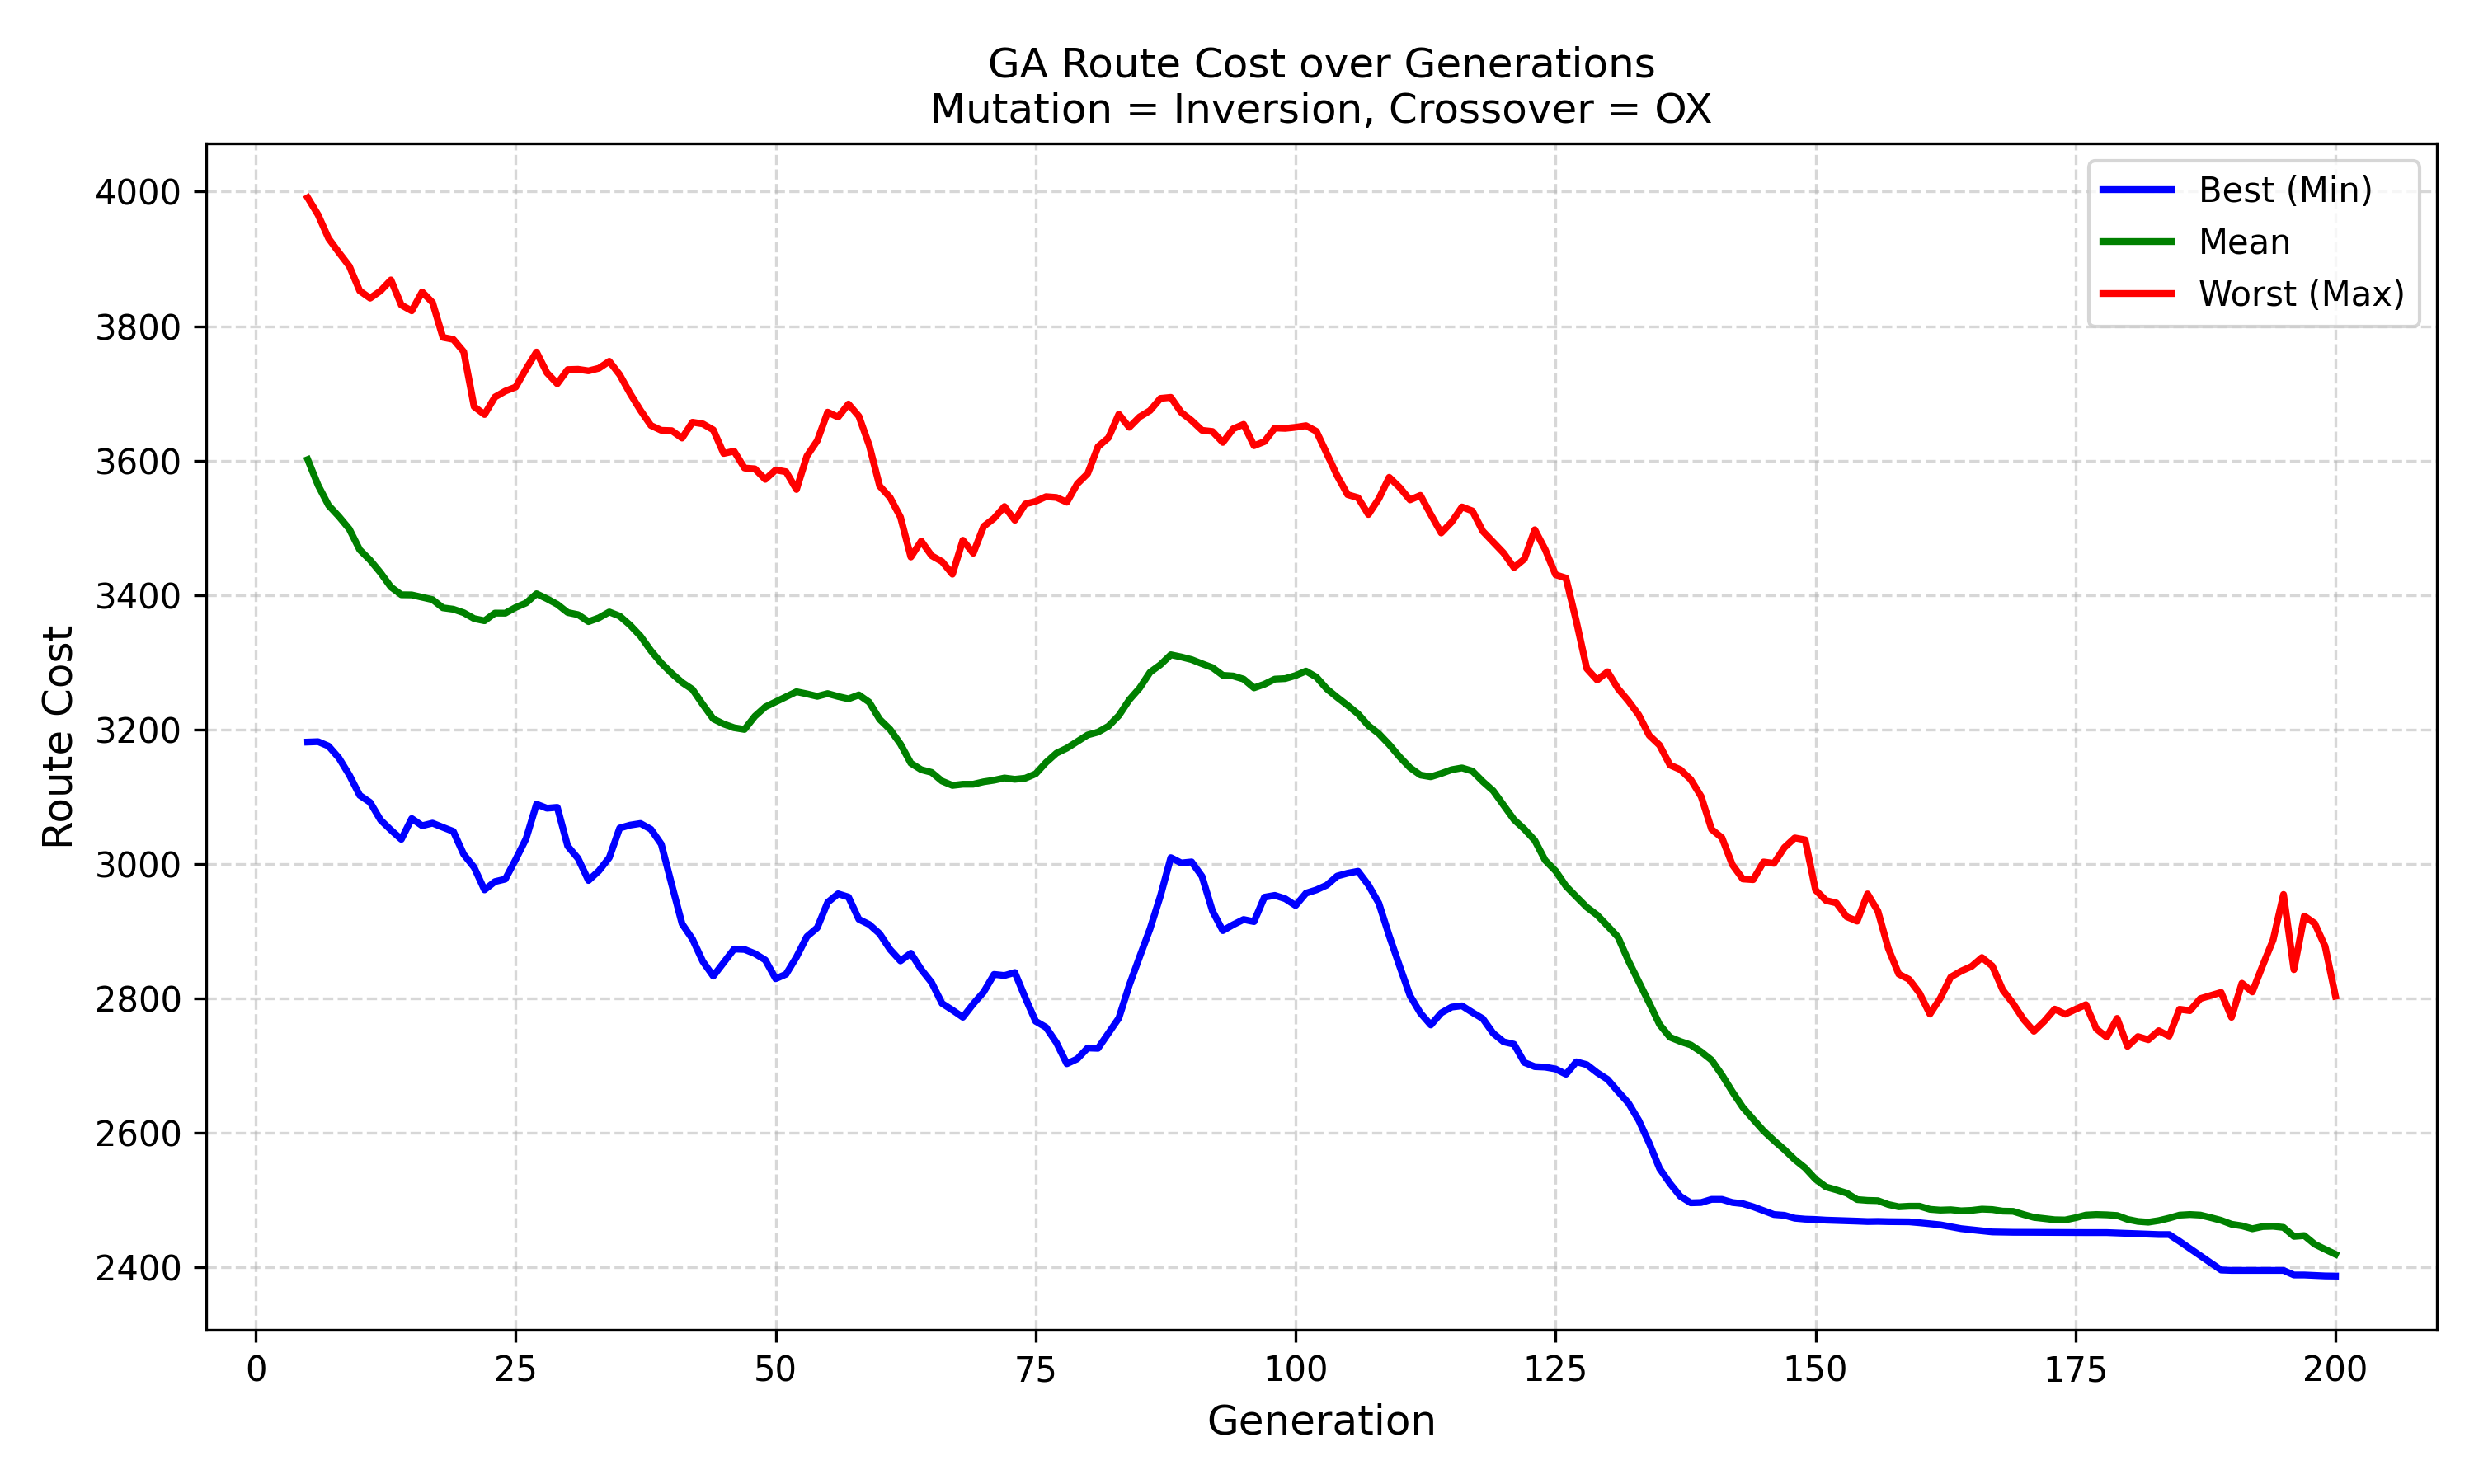 GA Route Cost over Generations
Mutation = Inversion, Crossover = OX
Best (Min)
Mean
Worst (Max)
Route Cost
4000
3800
3600
3400
3200
3000
2800
2600
2400
0 25 50 75 100 125 150 175 200
Generation